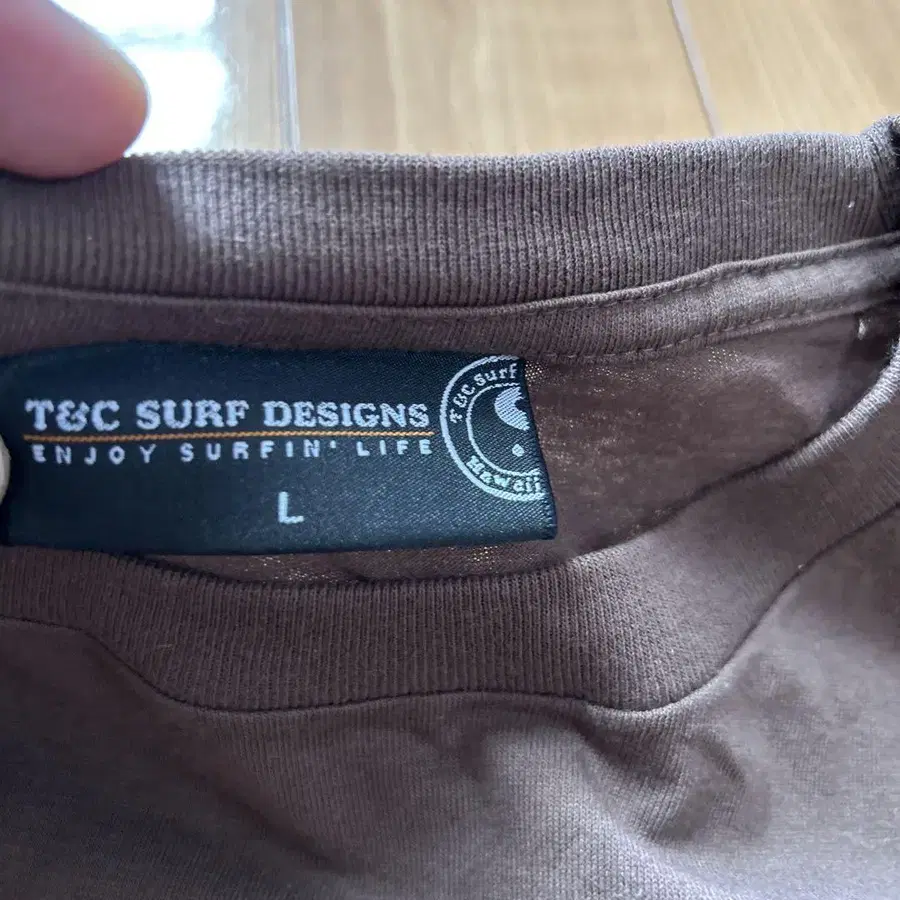 T&C SURF DESIGNS
ENJOY SURFIN' LIFE
L
T&C Surf
Hawaii